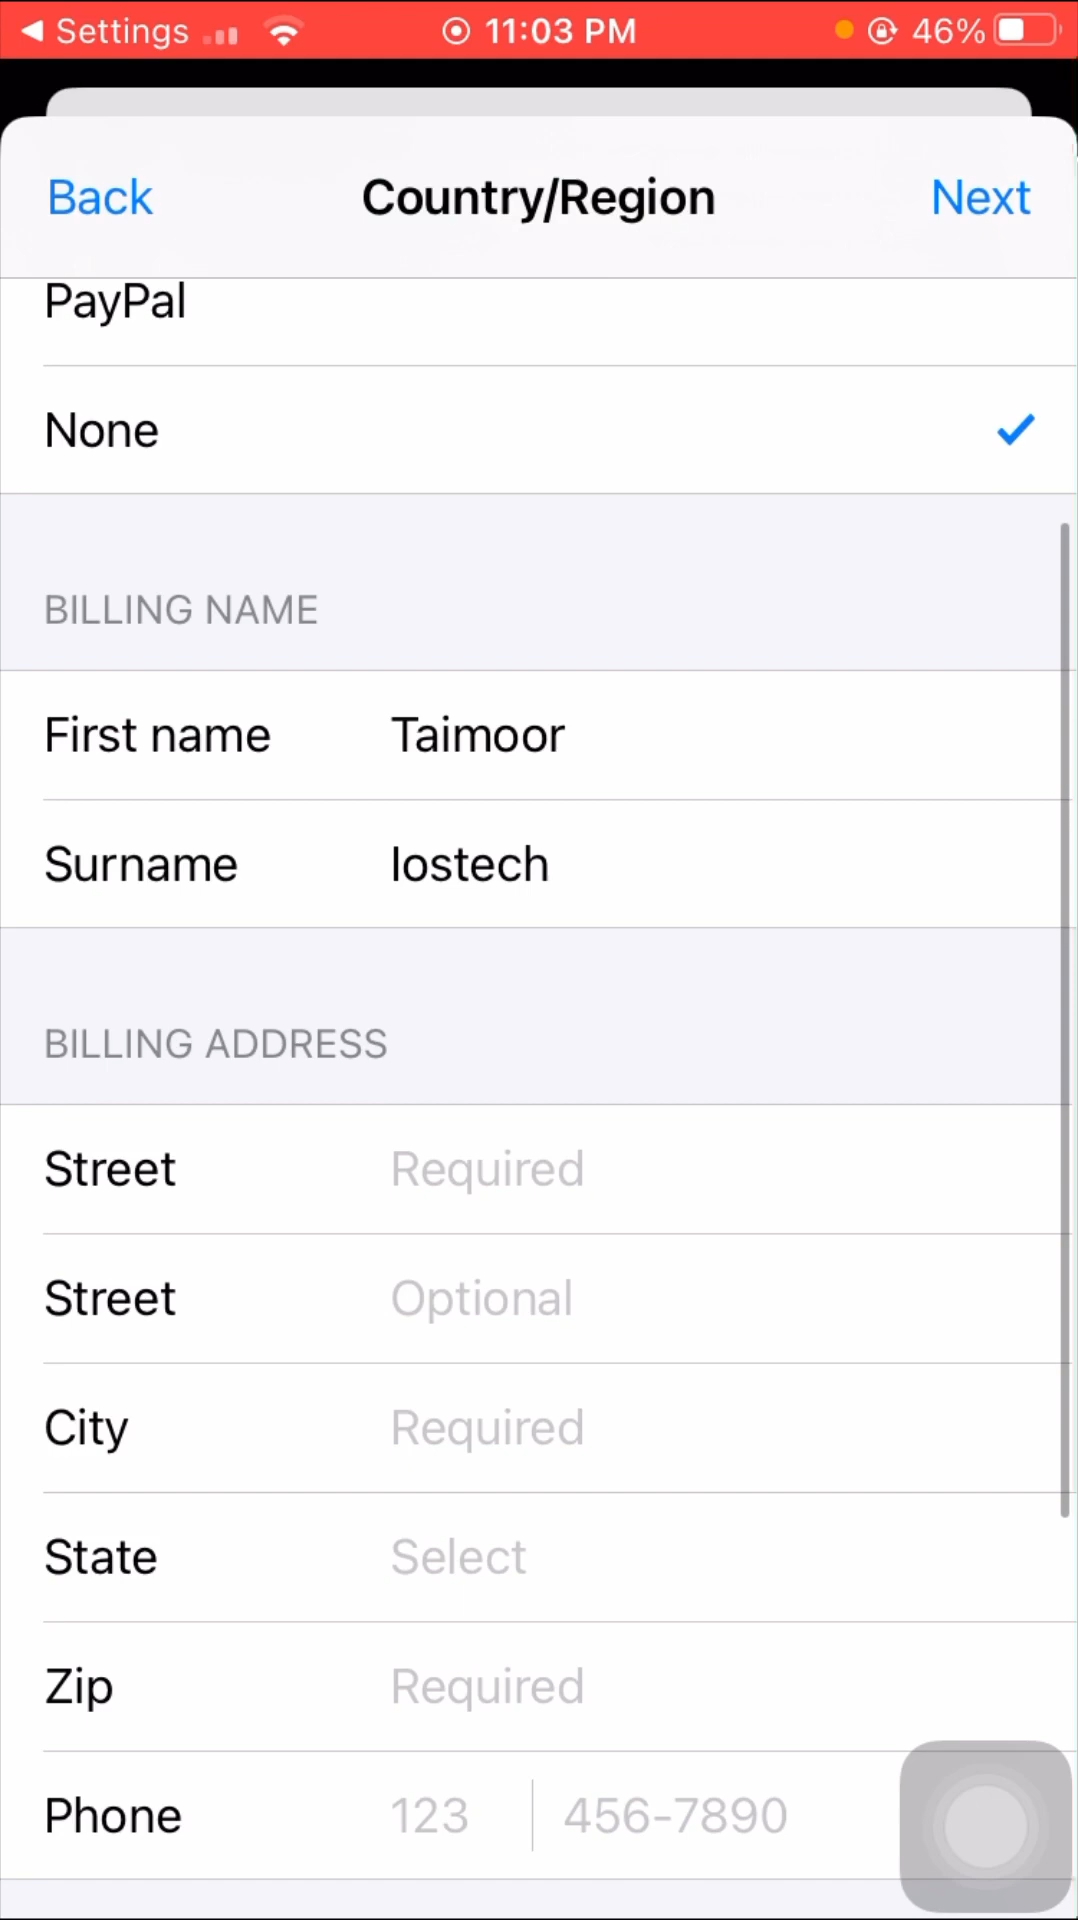 Settings 11:03 PM 46%
Back Country/Region Next
PayPal
None
BILLING NAME
First name Taimoor
Surname Iostech
BILLING ADDRESS
Street Required
Street Optional
City Required
State Select
Zip Required
Phone 123 456-7890